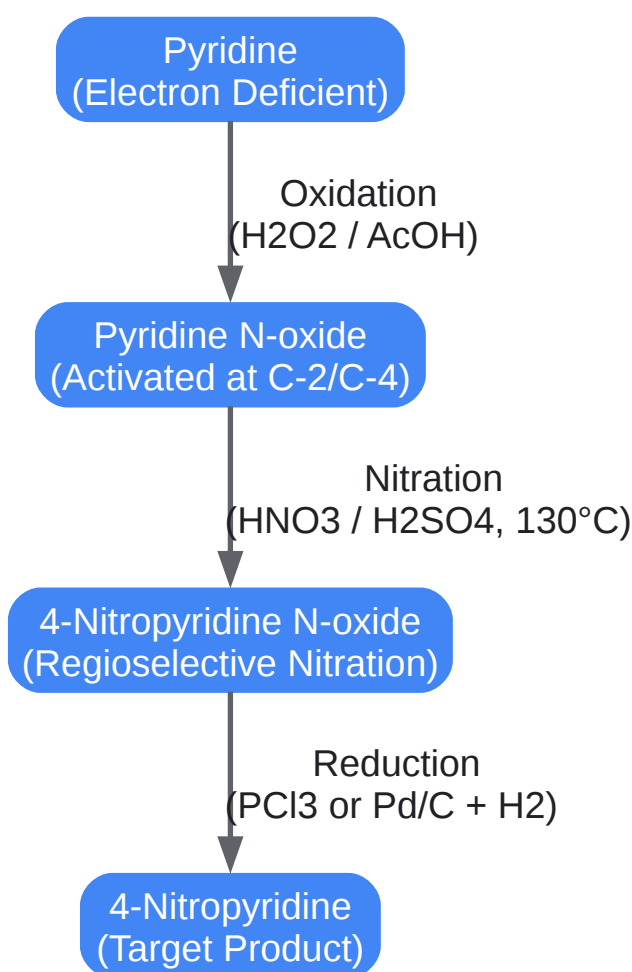 Pyridine
(Electron Deficient)
Oxidation
(H2O2 / AcOH)
Pyridine N-oxide
(Activated at C-2/C-4)
Nitration
(HNO3 / H2SO4, 130°C)
4-Nitropyridine N-oxide
(Regioselective Nitration)
Reduction
(PCl3 or Pd/C + H2)
4-Nitropyridine
(Target Product)